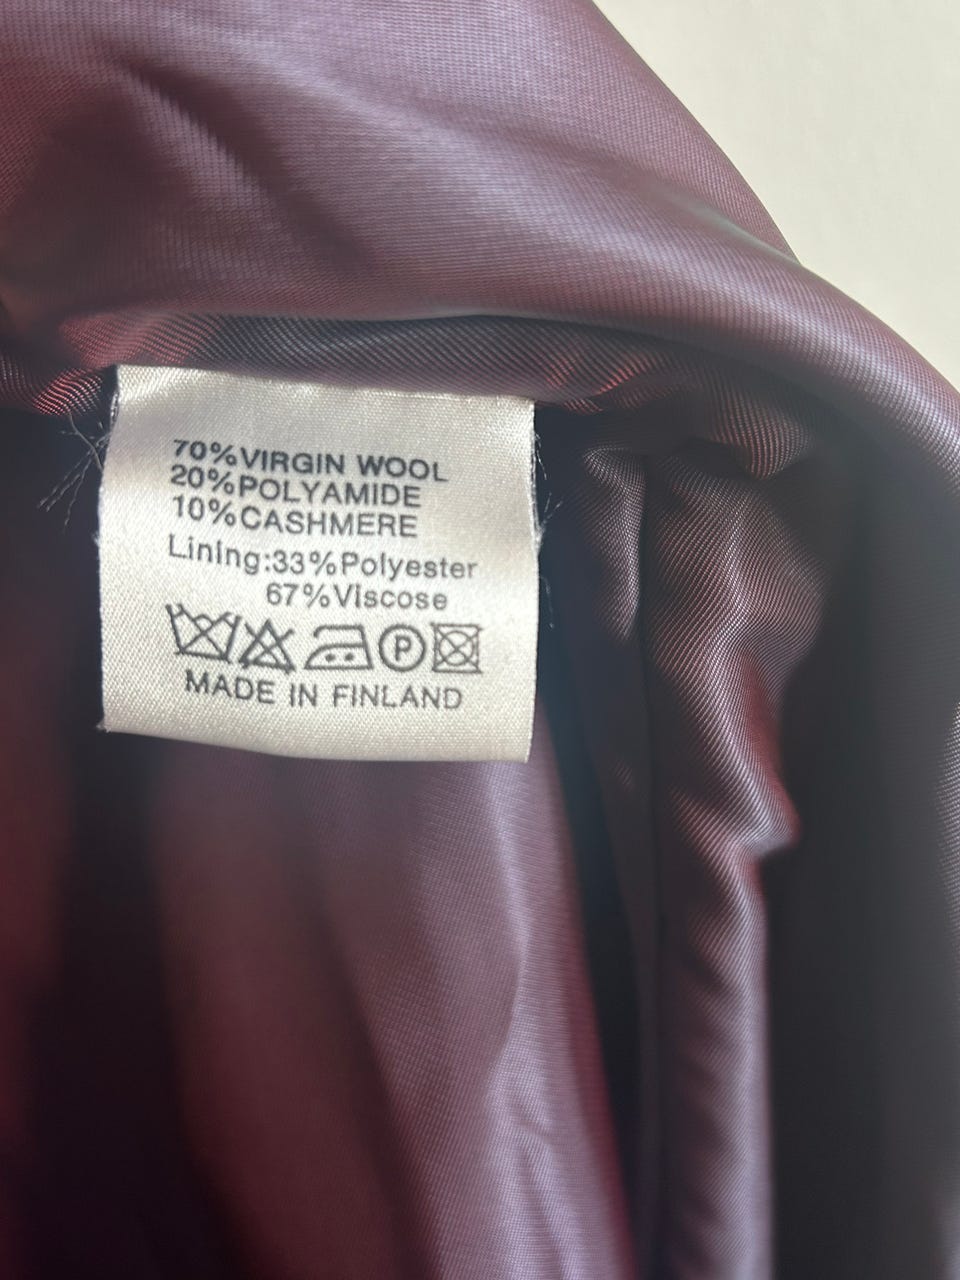 70%VIRGIN WOOL
20%POLYAMIDE
10%CASHMERE
Lining:33%Polyester
67%Viscose
P
MADE IN FINLAND